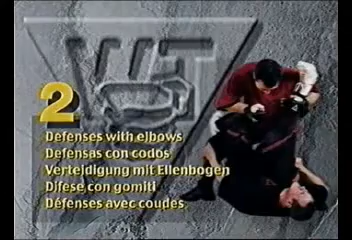 WT
2
Defenses with elbows
Defensas con codos
Verteidigung mit Ellenbogen
Difese con gomiti
Défenses avec coudes